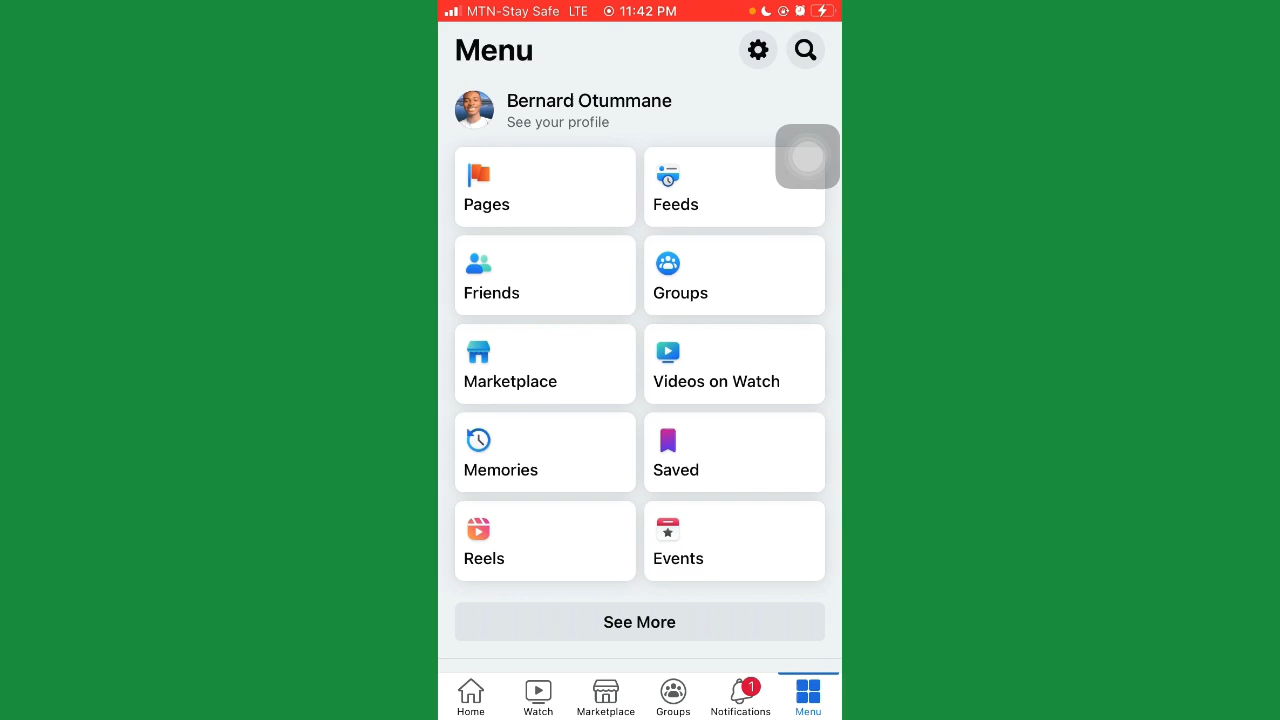 MTN-Stay Safe LTE 11:42 PM
Menu
Bernard Otummane
See your profile
Pages
Feeds
Friends
Groups
Marketplace
Videos on Watch
Memories
Saved
Reels
Events
See More
1
Home
Watch
Marketplace
Groups
Notifications
Menu